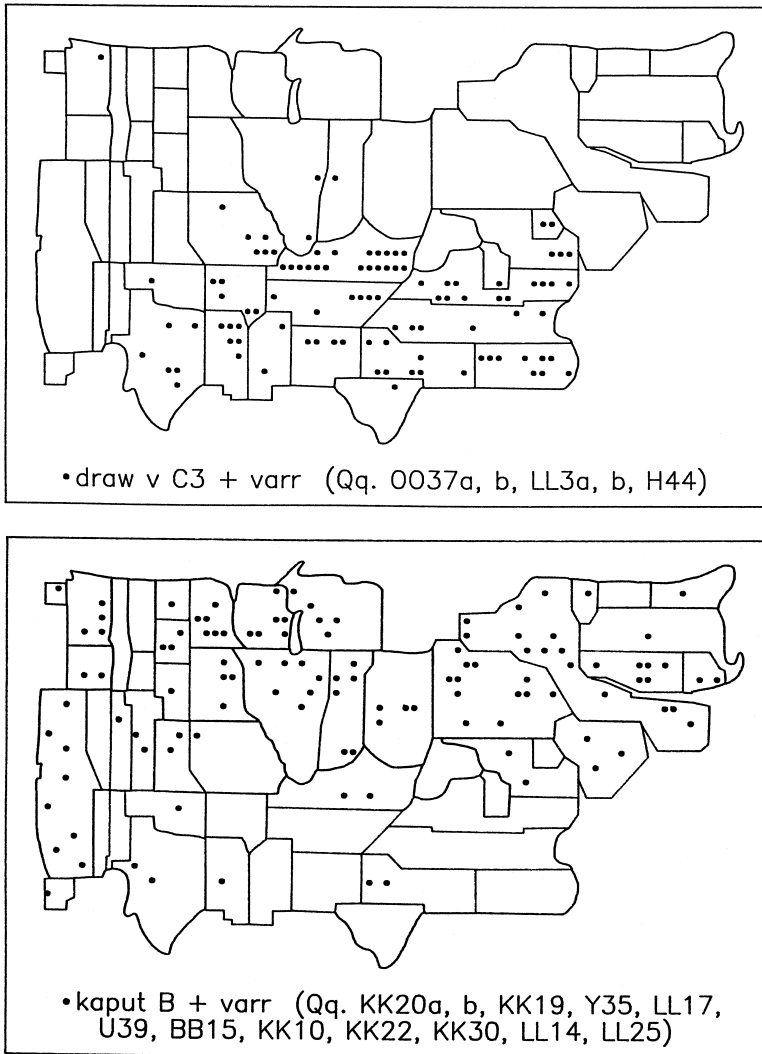 •draw v C3 + varr (Qq. OO37a, b, LL3a, b, H44)
•kaput B + varr (Qq. KK20a, b, KK19, Y35, LL17,
U39, BB15, KK10, KK22, KK30, LL14, LL25)